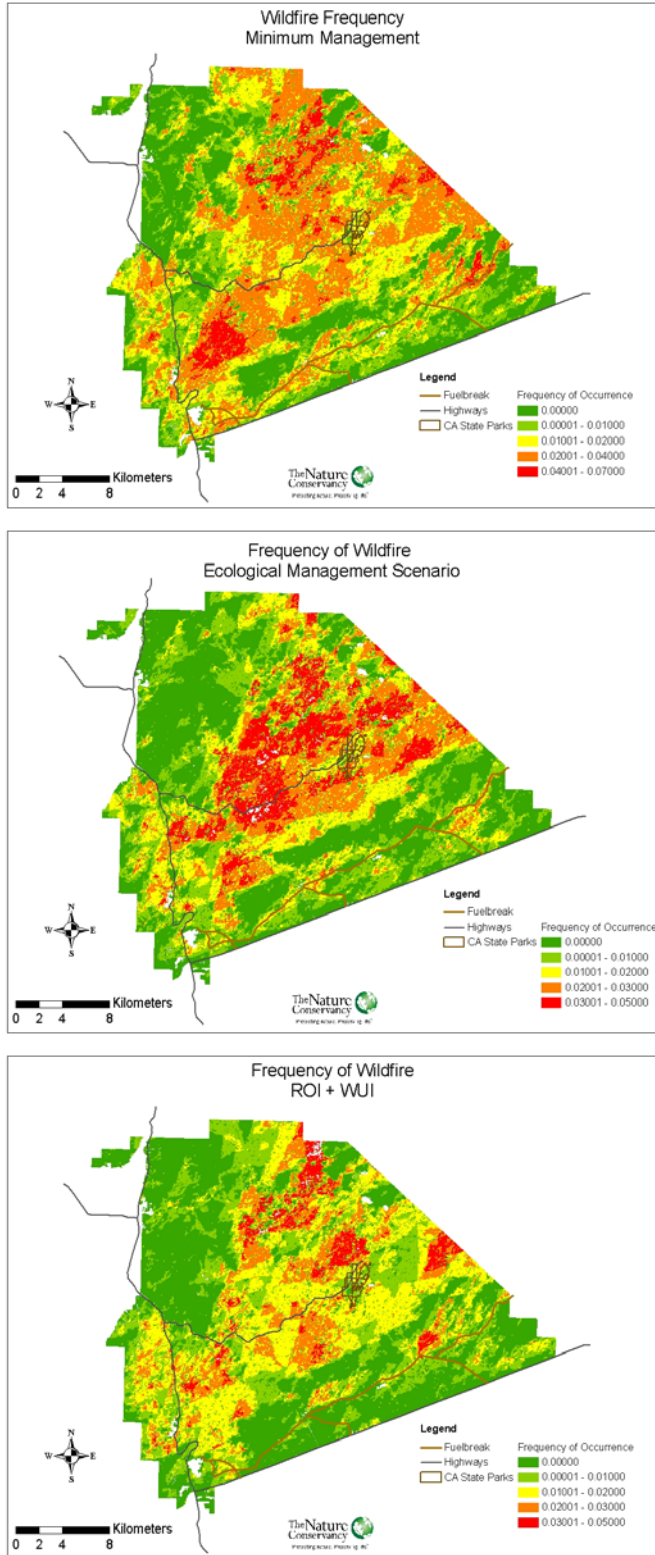 Wildfire Frequency
Minimum Management
N
W E
S
Kilometers
0 2 4 8
The Nature
Conservancy
Legend
Fuelbreak
Highways
CA State Parks
Frequency of Occurrence
0.00000
0.00001 - 0.01000
0.01001 - 0.02000
0.02001 - 0.04000
0.04001 - 0.07000
Frequency of Wildfire
Ecological Management Scenario
N
W E
S
Kilometers
0 2 4 8
The Nature
Conservancy
Legend
Fuelbreak
Highways
CA State Parks
Frequency of Occurrence
0.00000
0.00001 - 0.01000
0.01001 - 0.02000
0.02001 - 0.03000
0.03001 - 0.05000
Frequency of Wildfire
ROI + WUI
N
W E
S
Kilometers
0 2 4 8
The Nature
Conservancy
Legend
Fuelbreak
Highways
CA State Parks
Frequency of Occurrence
0.00000
0.00001 - 0.01000
0.01001 - 0.02000
0.02001 - 0.03000
0.03001 - 0.05000